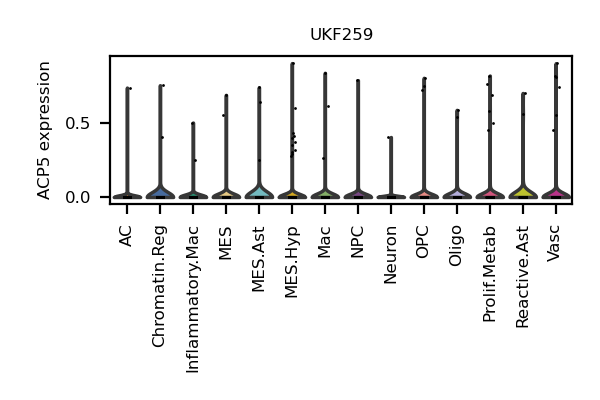 UKF259
ACP5 expression
0.5
0.0
AC
Chromatin.Reg
Inflammatory.Mac
MES
MES.Ast
MES.Hyp
Mac
NPC
Neuron
OPC
Oligo
Prolif.Metab
Reactive.Ast
Vasc